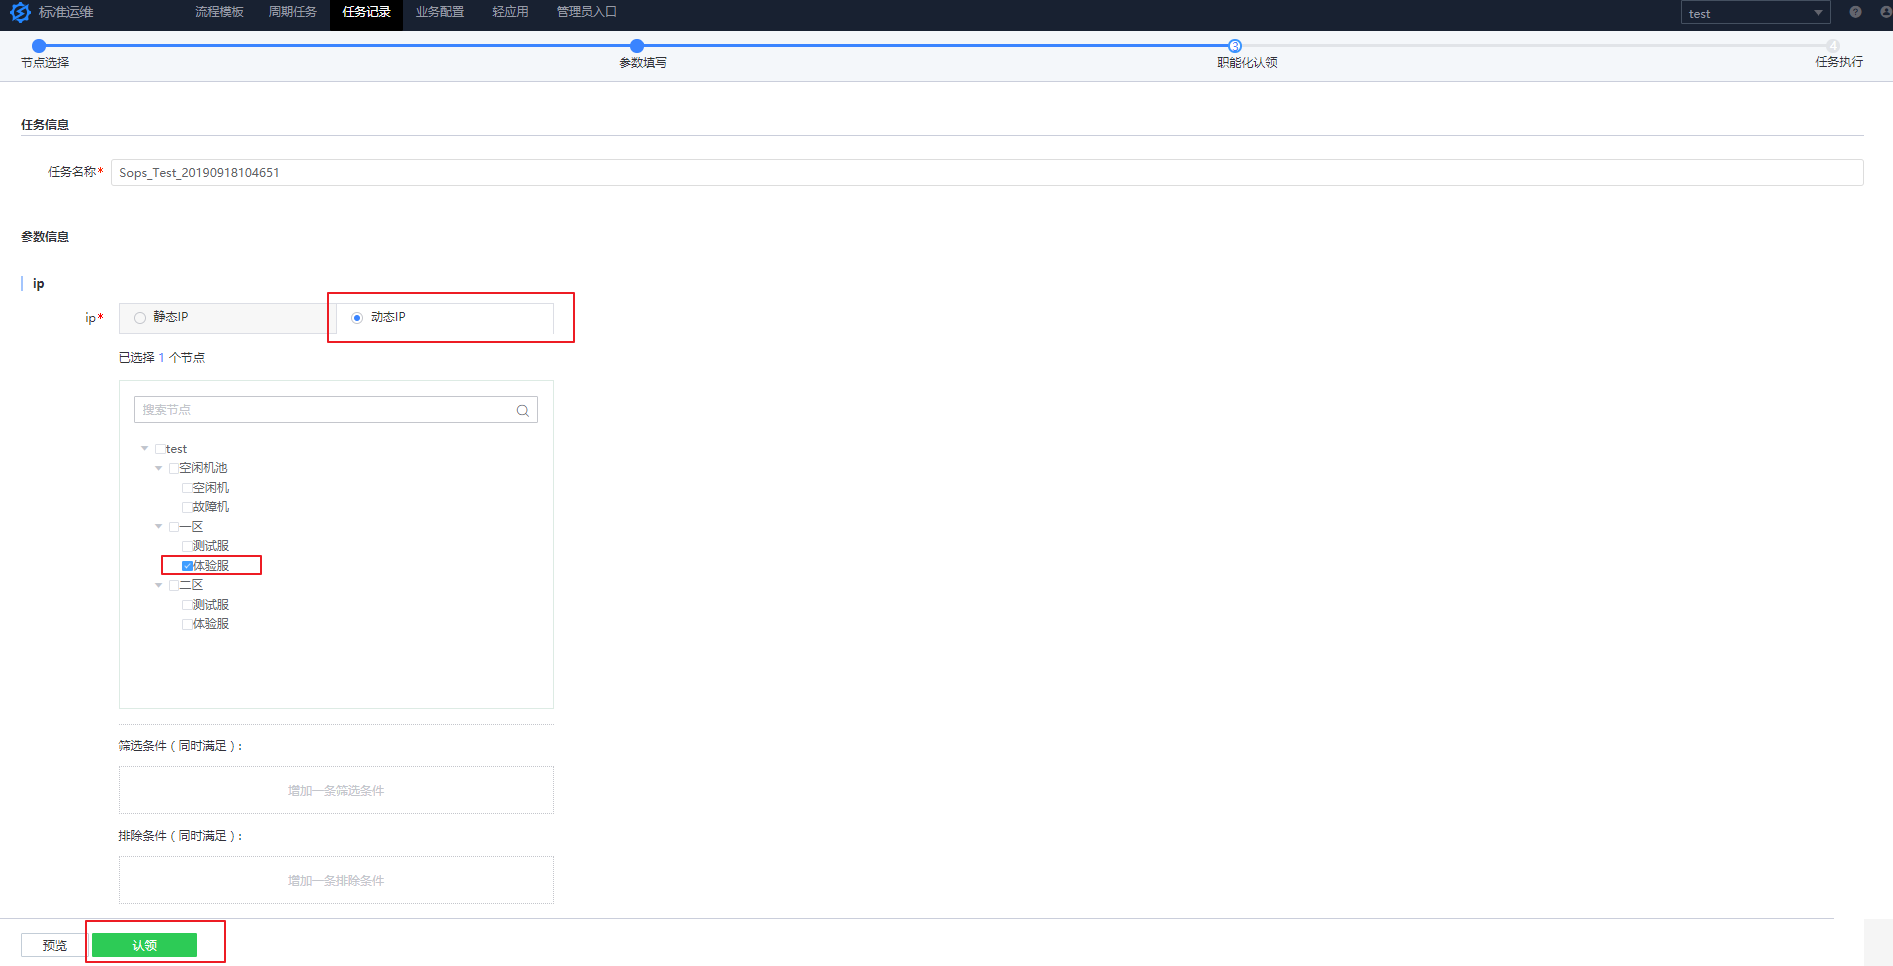 标准运维 流程模板 周期任务 任务记录 业务配置 轻应用 管理员入口 test
3 4
节点选择 参数填写 职能化认领 任务执行
任务信息
任务名称* Sops_Test_20190918104651
参数信息
ip
ip* 静态IP 动态IP
已选择 1 个节点
搜索节点
test
空闲机池
空闲机
故障机
一区
测试服
体验服
二区
测试服
体验服
筛选条件(同时满足):
增加一条筛选条件
排除条件(同时满足):
增加一条排除条件
预览 认领